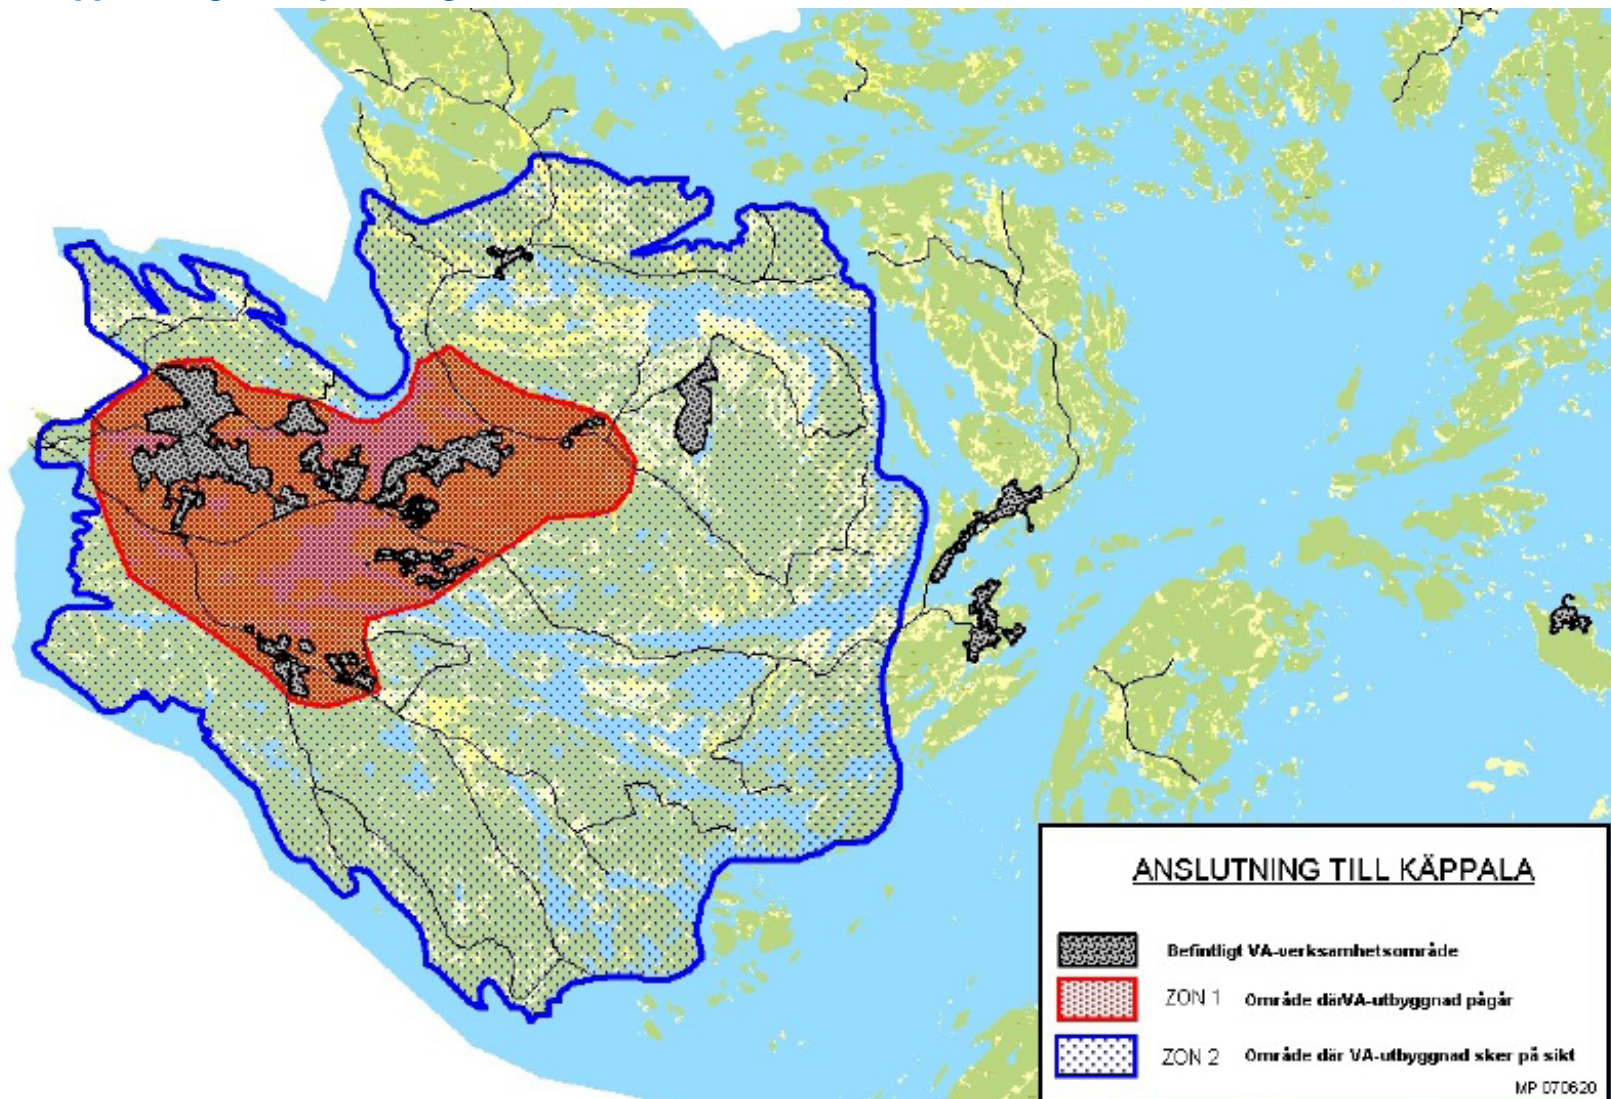 ANSLUTNING TILL KÄPPALA
Befintligt VA-verksamhetsområde
ZON 1 Område därVA-utbyggnad pågår
ZON 2 Område där VA-utbyggnad sker på sikt
MP 070620